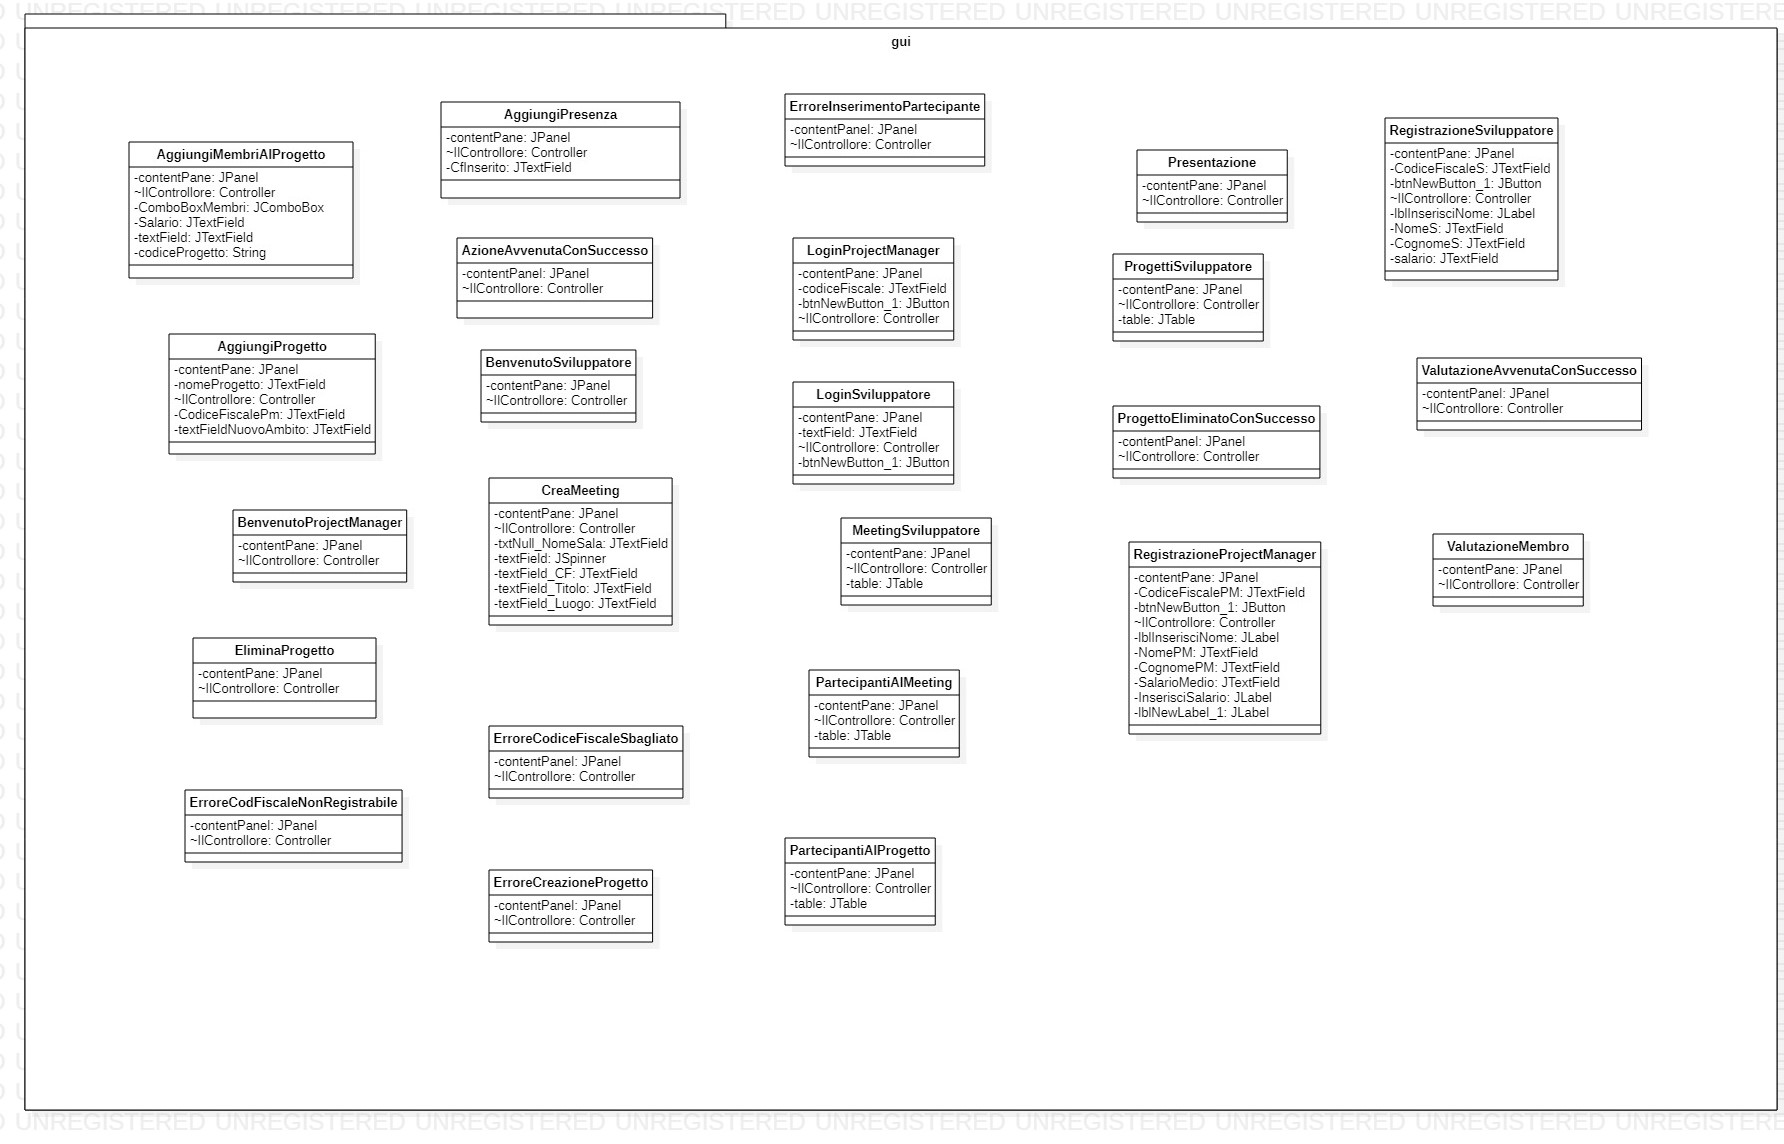 UNREGISTERED UNREGISTERED UNREGISTERED UNREGISTERED UNREGISTERED UNREGISTERED UNREGISTERED UNREGISTERED
gui
AggiungiMembriAlProgetto
-contentPane: JPanel
~IlControllore: Controller
-ComboBoxMembri: JComboBox
-Salario: JTextField
-textField: JTextField
-codiceProgetto: String
AggiungiProgetto
-contentPane: JPanel
-nomeProgetto: JTextField
~IlControllore: Controller
-CodiceFiscalePm: JTextField
-textFieldNuovoAmbito: JTextField
BenvenutoProjectManager
-contentPane: JPanel
~IlControllore: Controller
EliminaProgetto
-contentPane: JPanel
~IlControllore: Controller
ErroreCodFiscaleNonRegistrabile
-contentPanel: JPanel
~IlControllore: Controller
AggiungiPresenza
-contentPane: JPanel
~IlControllore: Controller
-CfInserito: JTextField
AzioneAvvenutaConSuccesso
-contentPanel: JPanel
~IlControllore: Controller
BenvenutoSviluppatore
-contentPane: JPanel
~IlControllore: Controller
CreaMeeting
-contentPane: JPanel
~IlControllore: Controller
-txtNull_NomeSala: JTextField
-textField: JSpinner
-textField_CF: JTextField
-textField_Titolo: JTextField
-textField_Luogo: JTextField
ErroreCodiceFiscaleSbagliato
-contentPanel: JPanel
~IlControllore: Controller
ErroreCreazioneProgetto
-contentPanel: JPanel
~IlControllore: Controller
ErroreInserimentoPartecipante
-contentPanel: JPanel
~IlControllore: Controller
LoginProjectManager
-contentPane: JPanel
-codiceFiscale: JTextField
-btnNewButton_1: JButton
~IlControllore: Controller
LoginSviluppatore
-contentPane: JPanel
-textField: JTextField
~IlControllore: Controller
-btnNewButton_1: JButton
MeetingSviluppatore
-contentPane: JPanel
~IlControllore: Controller
-table: JTable
PartecipantiAlMeeting
-contentPane: JPanel
~IlControllore: Controller
-table: JTable
PartecipantiAlProgetto
-contentPane: JPanel
~IlControllore: Controller
-table: JTable
Presentazione
-contentPane: JPanel
~IlControllore: Controller
ProgettiSviluppatore
-contentPane: JPanel
~IlControllore: Controller
-table: JTable
ProgettoEliminatoConSuccesso
-contentPanel: JPanel
~IlControllore: Controller
RegistrazioneProjectManager
-contentPane: JPanel
-CodiceFiscalePM: JTextField
-btnNewButton_1: JButton
~IlControllore: Controller
-lblInserisciNome: JLabel
-NomePM: JTextField
-CognomePM: JTextField
-SalarioMedio: JTextField
-InserisciSalario: JLabel
-lblNewLabel_1: JLabel
RegistrazioneSviluppatore
-contentPane: JPanel
-CodiceFiscaleS: JTextField
-btnNewButton_1: JButton
~IlControllore: Controller
-lblInserisciNome: JLabel
-NomeS: JTextField
-CognomeS: JTextField
-salario: JTextField
ValutazioneAvvenutaConSuccesso
-contentPanel: JPanel
~IlControllore: Controller
ValutazioneMembro
-contentPane: JPanel
~IlControllore: Controller
UNREGISTERED UNREGISTERED UNREGISTERED UNREGISTERED UNREGISTERED UNREGISTERED UNREGISTERED UNREGISTERED